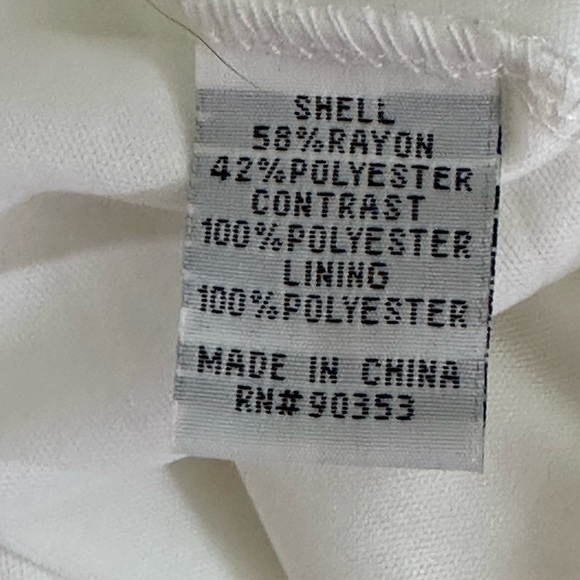 SHELL
58%RAYON
42%POLYESTER
CONTRAST
100%POLYESTER
LINING
100%POLYESTER
MADE IN CHINA
RN#90353